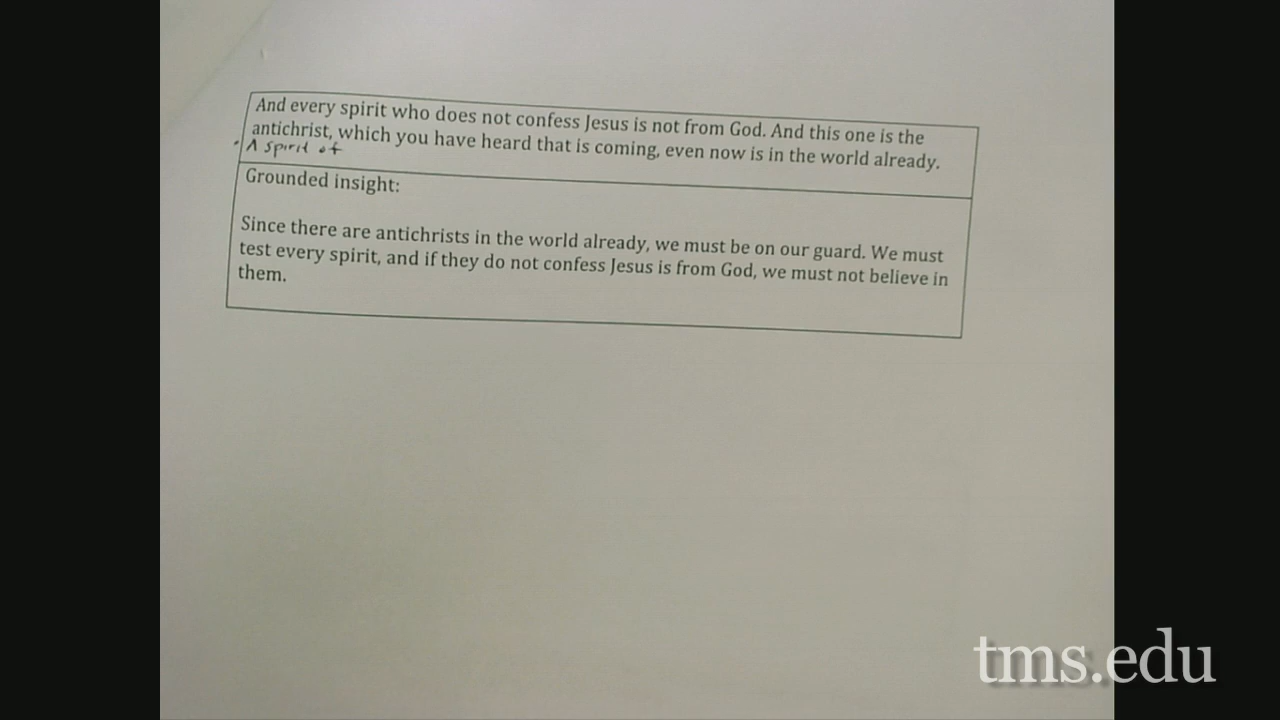 And every spirit who does not confess Jesus is not from God. And this one is the
antichrist, which you have heard that is coming, even now is in the world already.
^ spirit of
Grounded insight:
Since there are antichrists in the world already, we must be on our guard. We must
test every spirit, and if they do not confess Jesus is from God, we must not believe in
them.
tms.edu